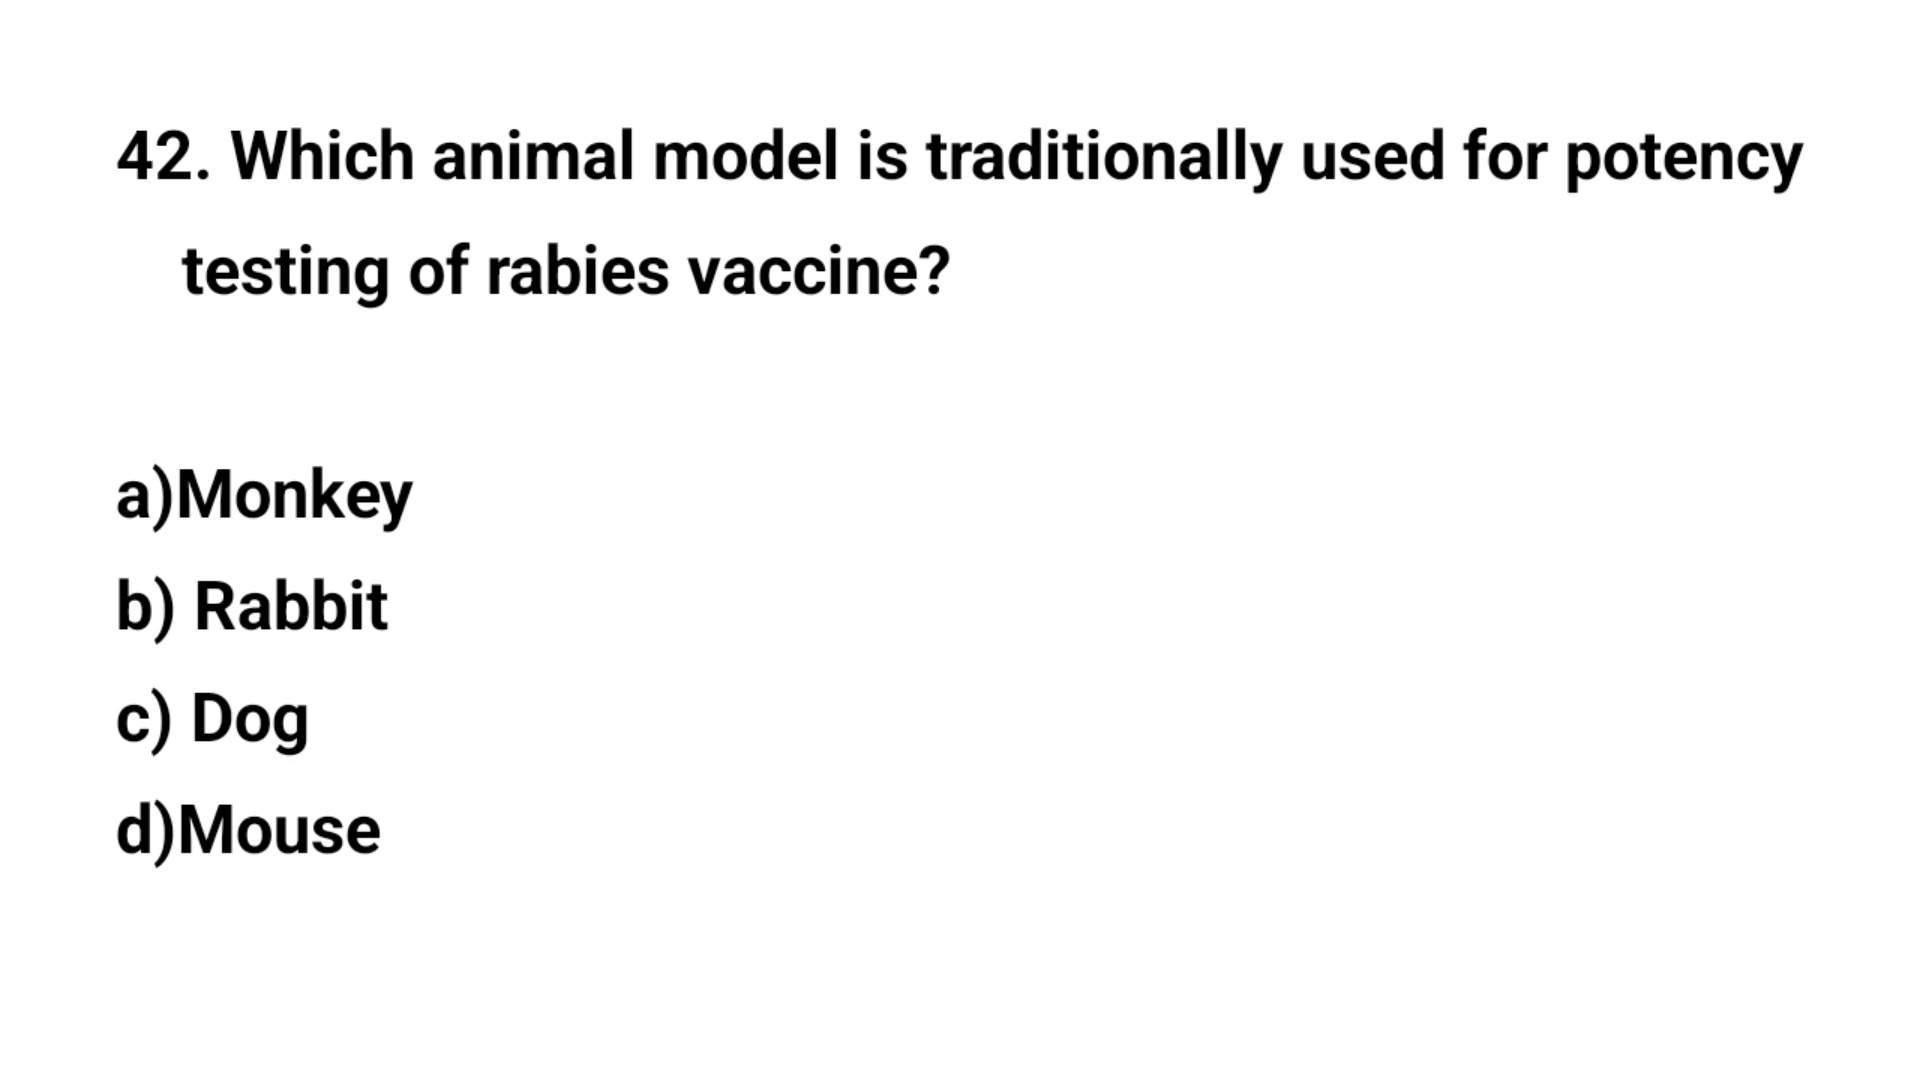 42. Which animal model is traditionally used for potency
testing of rabies vaccine?
a)Monkey
b) Rabbit
c) Dog
d)Mouse